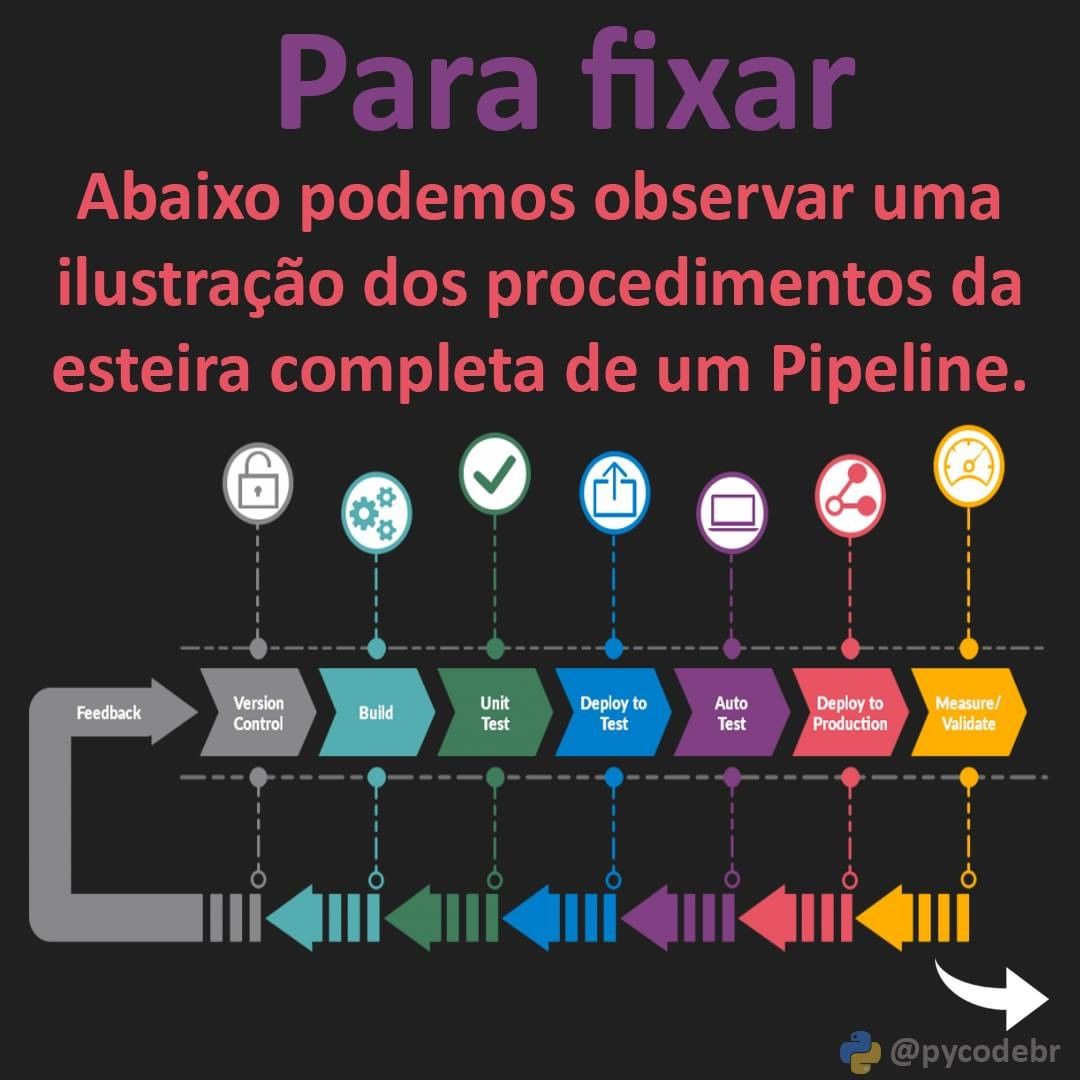 Para fixar
Abaixo podemos observar uma
ilustração dos procedimentos da
esteira completa de um Pipeline.
Feedback
Version
Control
Build
Unit
Test
Deploy to
Test
Auto
Test
Deploy to
Production
Measure/
Validate
@pycodebr